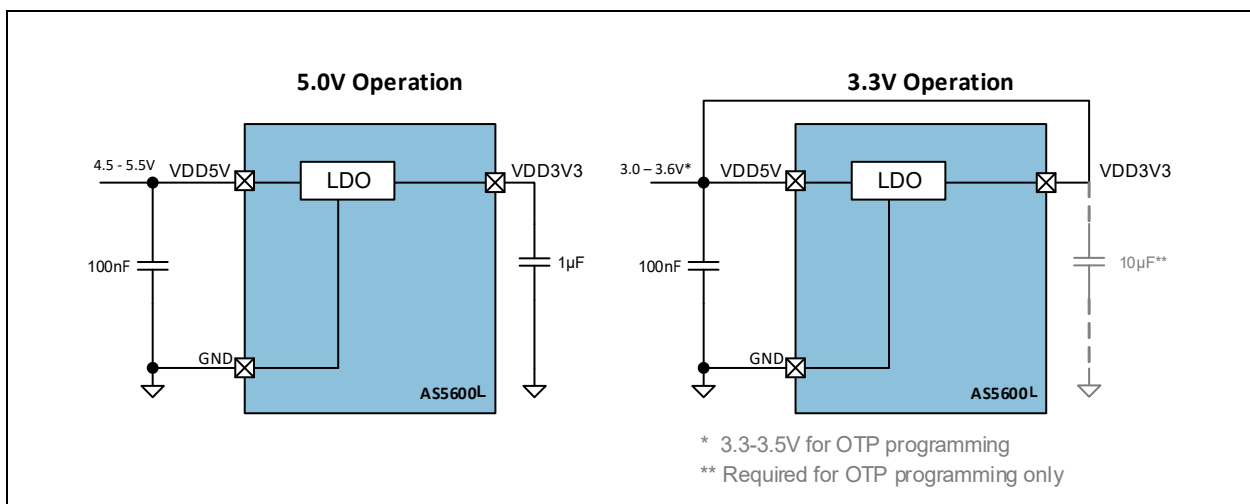 5.0V Operation
4.5 - 5.5V
VDD5V
LDO
VDD3V3
100nF
1µF
GND
AS5600L
3.3V Operation
3.0 – 3.6V*
VDD5V
LDO
VDD3V3
100nF
10µF**
GND
AS5600L
* 3.3-3.5V for OTP programming
** Required for OTP programming only